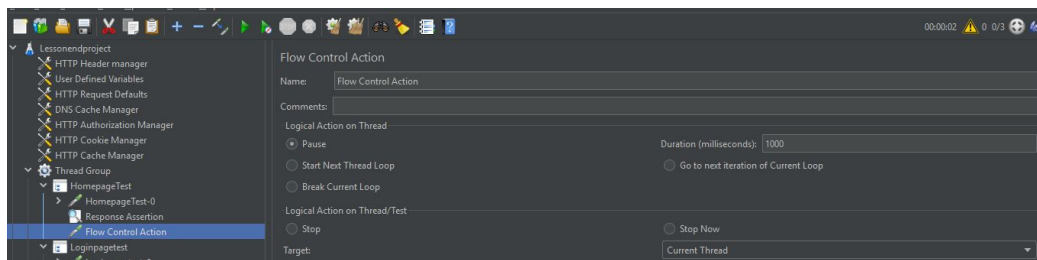 00:00:02 0 0/3
Lessonendproject
HTTP Header manager
User Defined Variables
HTTP Request Defaults
DNS Cache Manager
HTTP Authorization Manager
HTTP Cookie Manager
HTTP Cache Manager
Thread Group
HomepageTest
HomepageTest-0
Response Assertion
Flow Control Action
Loginpagetest
Flow Control Action
Name: Flow Control Action
Comments:
Logical Action on Thread
Pause Duration (milliseconds): 1000
Start Next Thread Loop Go to next iteration of Current Loop
Break Current Loop
Logical Action on Thread/Test
Stop Stop Now
Target: Current Thread